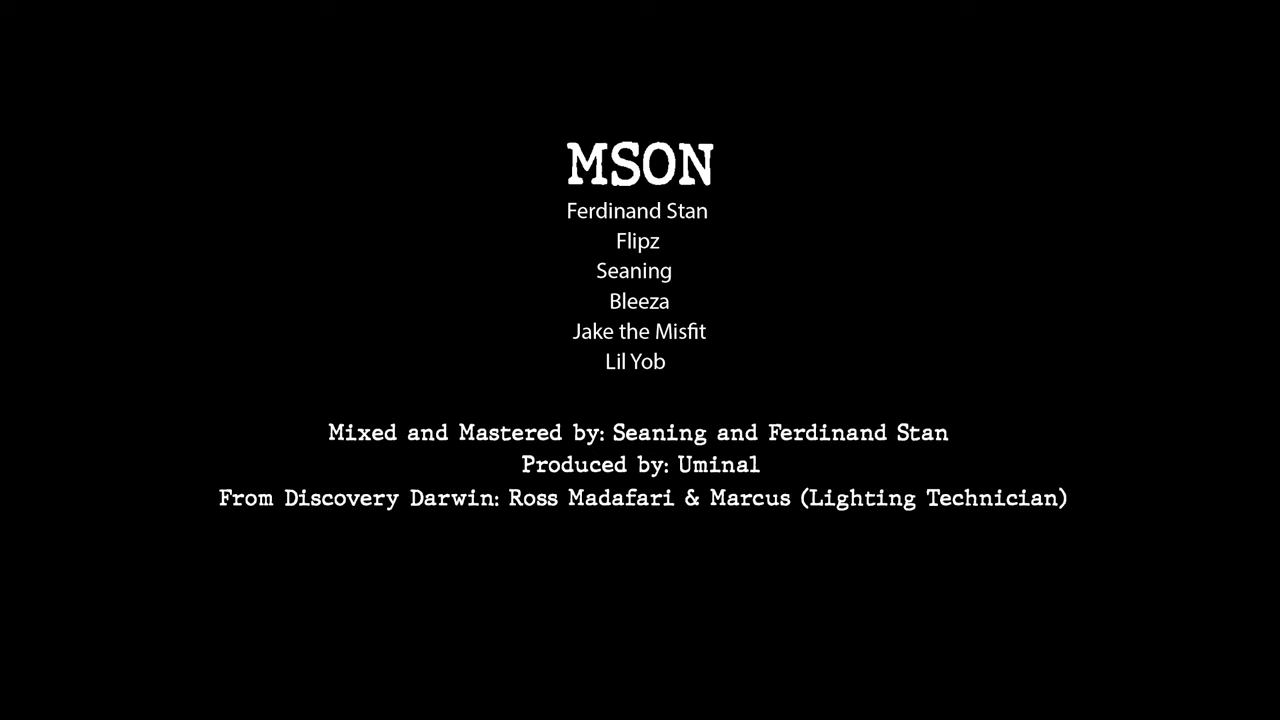 MSON
Ferdinand Stan
Flipz
Seaning
Bleeza
Jake the Misfit
Lil Yob
Mixed and Mastered by: Seaning and Ferdinand Stan
Produced by: Uminal
From Discovery Darwin: Ross Madafari & Marcus (Lighting Technician)